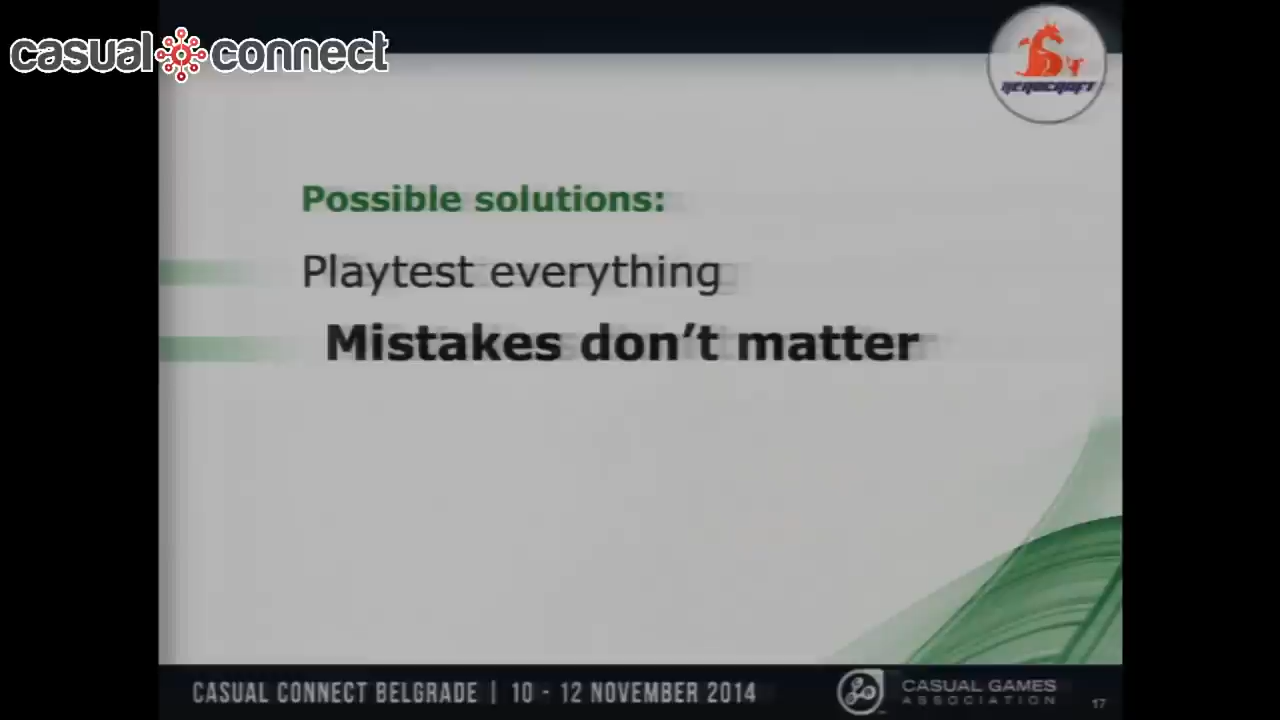 casual connect
HEROCRAFT
Possible solutions:
Playtest everything
Mistakes don't matter
CASUAL CONNECT BELGRADE | 10 - 12 NOVEMBER 2014
CASUAL GAMES
ASSOCIATION
17